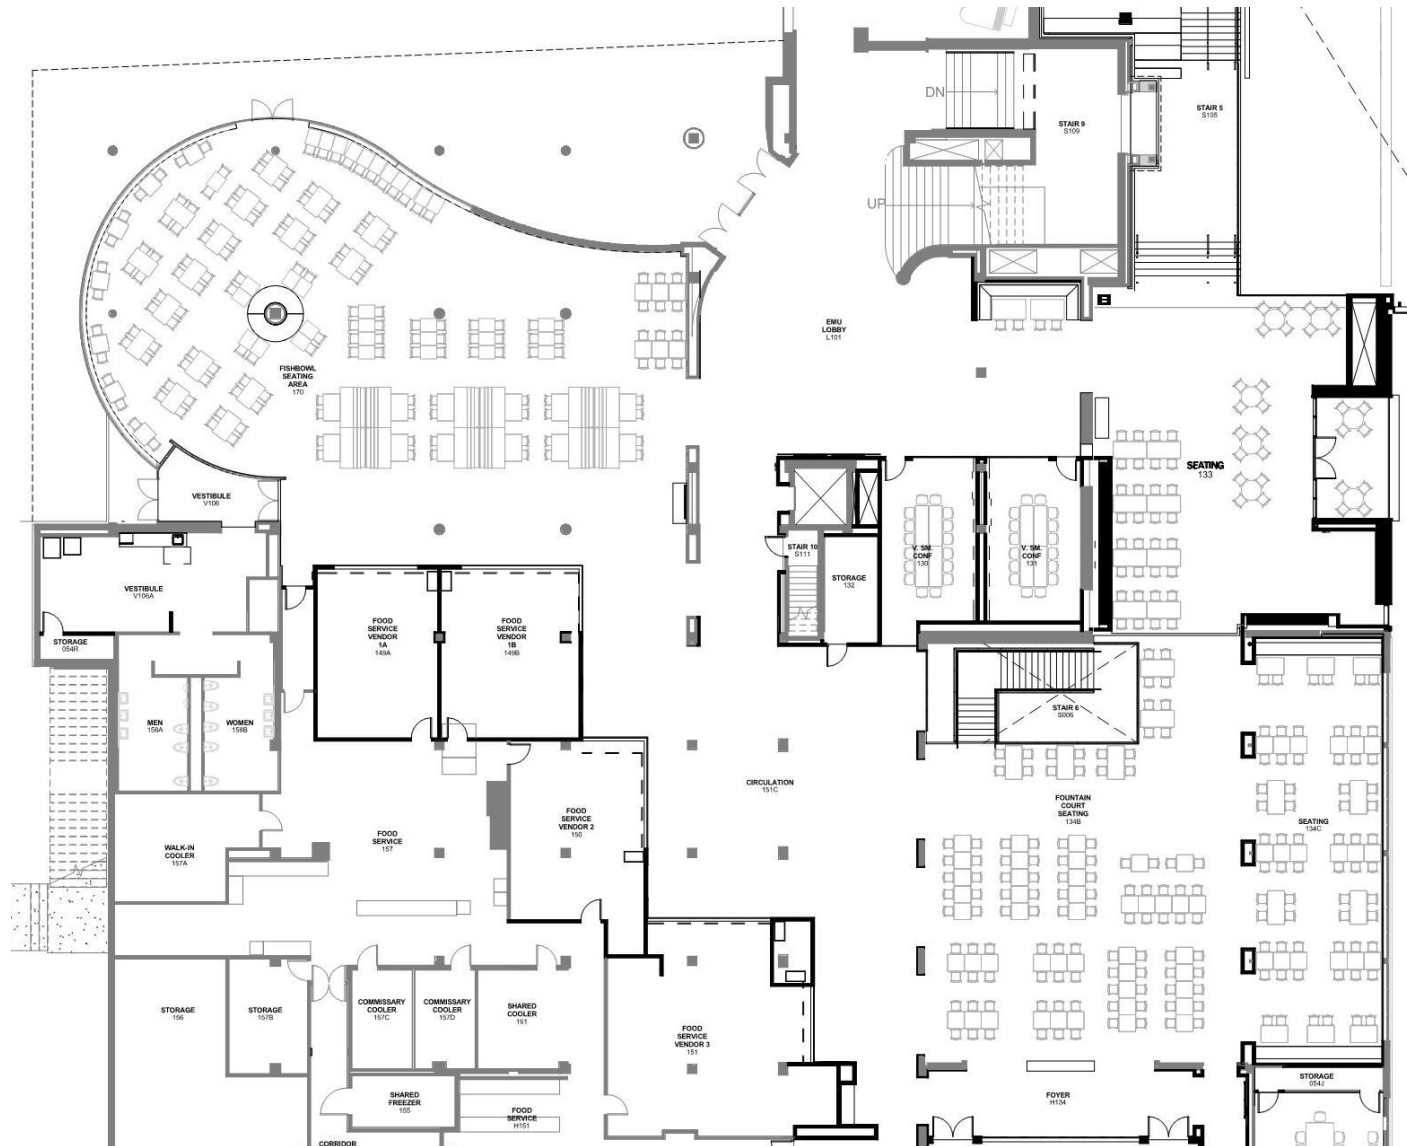 DN
STAIR 9
S109
STAIR 5
S105
UP
EMU
LOBBY
L101
FISHBOWL
SEATING
AREA
170
SEATING
133
VESTIBULE
V106
STAIR 10
S111
V. SM.
CONF
130
V. SM.
CONF
131
STORAGE
132
VESTIBULE
V106A
STORAGE
054R
FOOD
SERVICE
VENDOR
1A
149A
FOOD
SERVICE
VENDOR
1B
149B
MEN
158A
WOMEN
158B
STAIR 6
S006
CIRCULATION
151C
FOUNTAIN
COURT
SEATING
134B
SEATING
134C
FOOD
SERVICE
VENDOR 2
150
FOOD
SERVICE
157
WALK-IN
COOLER
157A
STORAGE
156
STORAGE
157B
COMMISSARY
COOLER
157C
COMMISSARY
COOLER
157D
SHARED
COOLER
161
FOOD
SERVICE
VENDOR 3
151
STORAGE
054J
SHARED
FREEZER
155
FOOD
SERVICE
H151
FOYER
H134
CORRIDOR